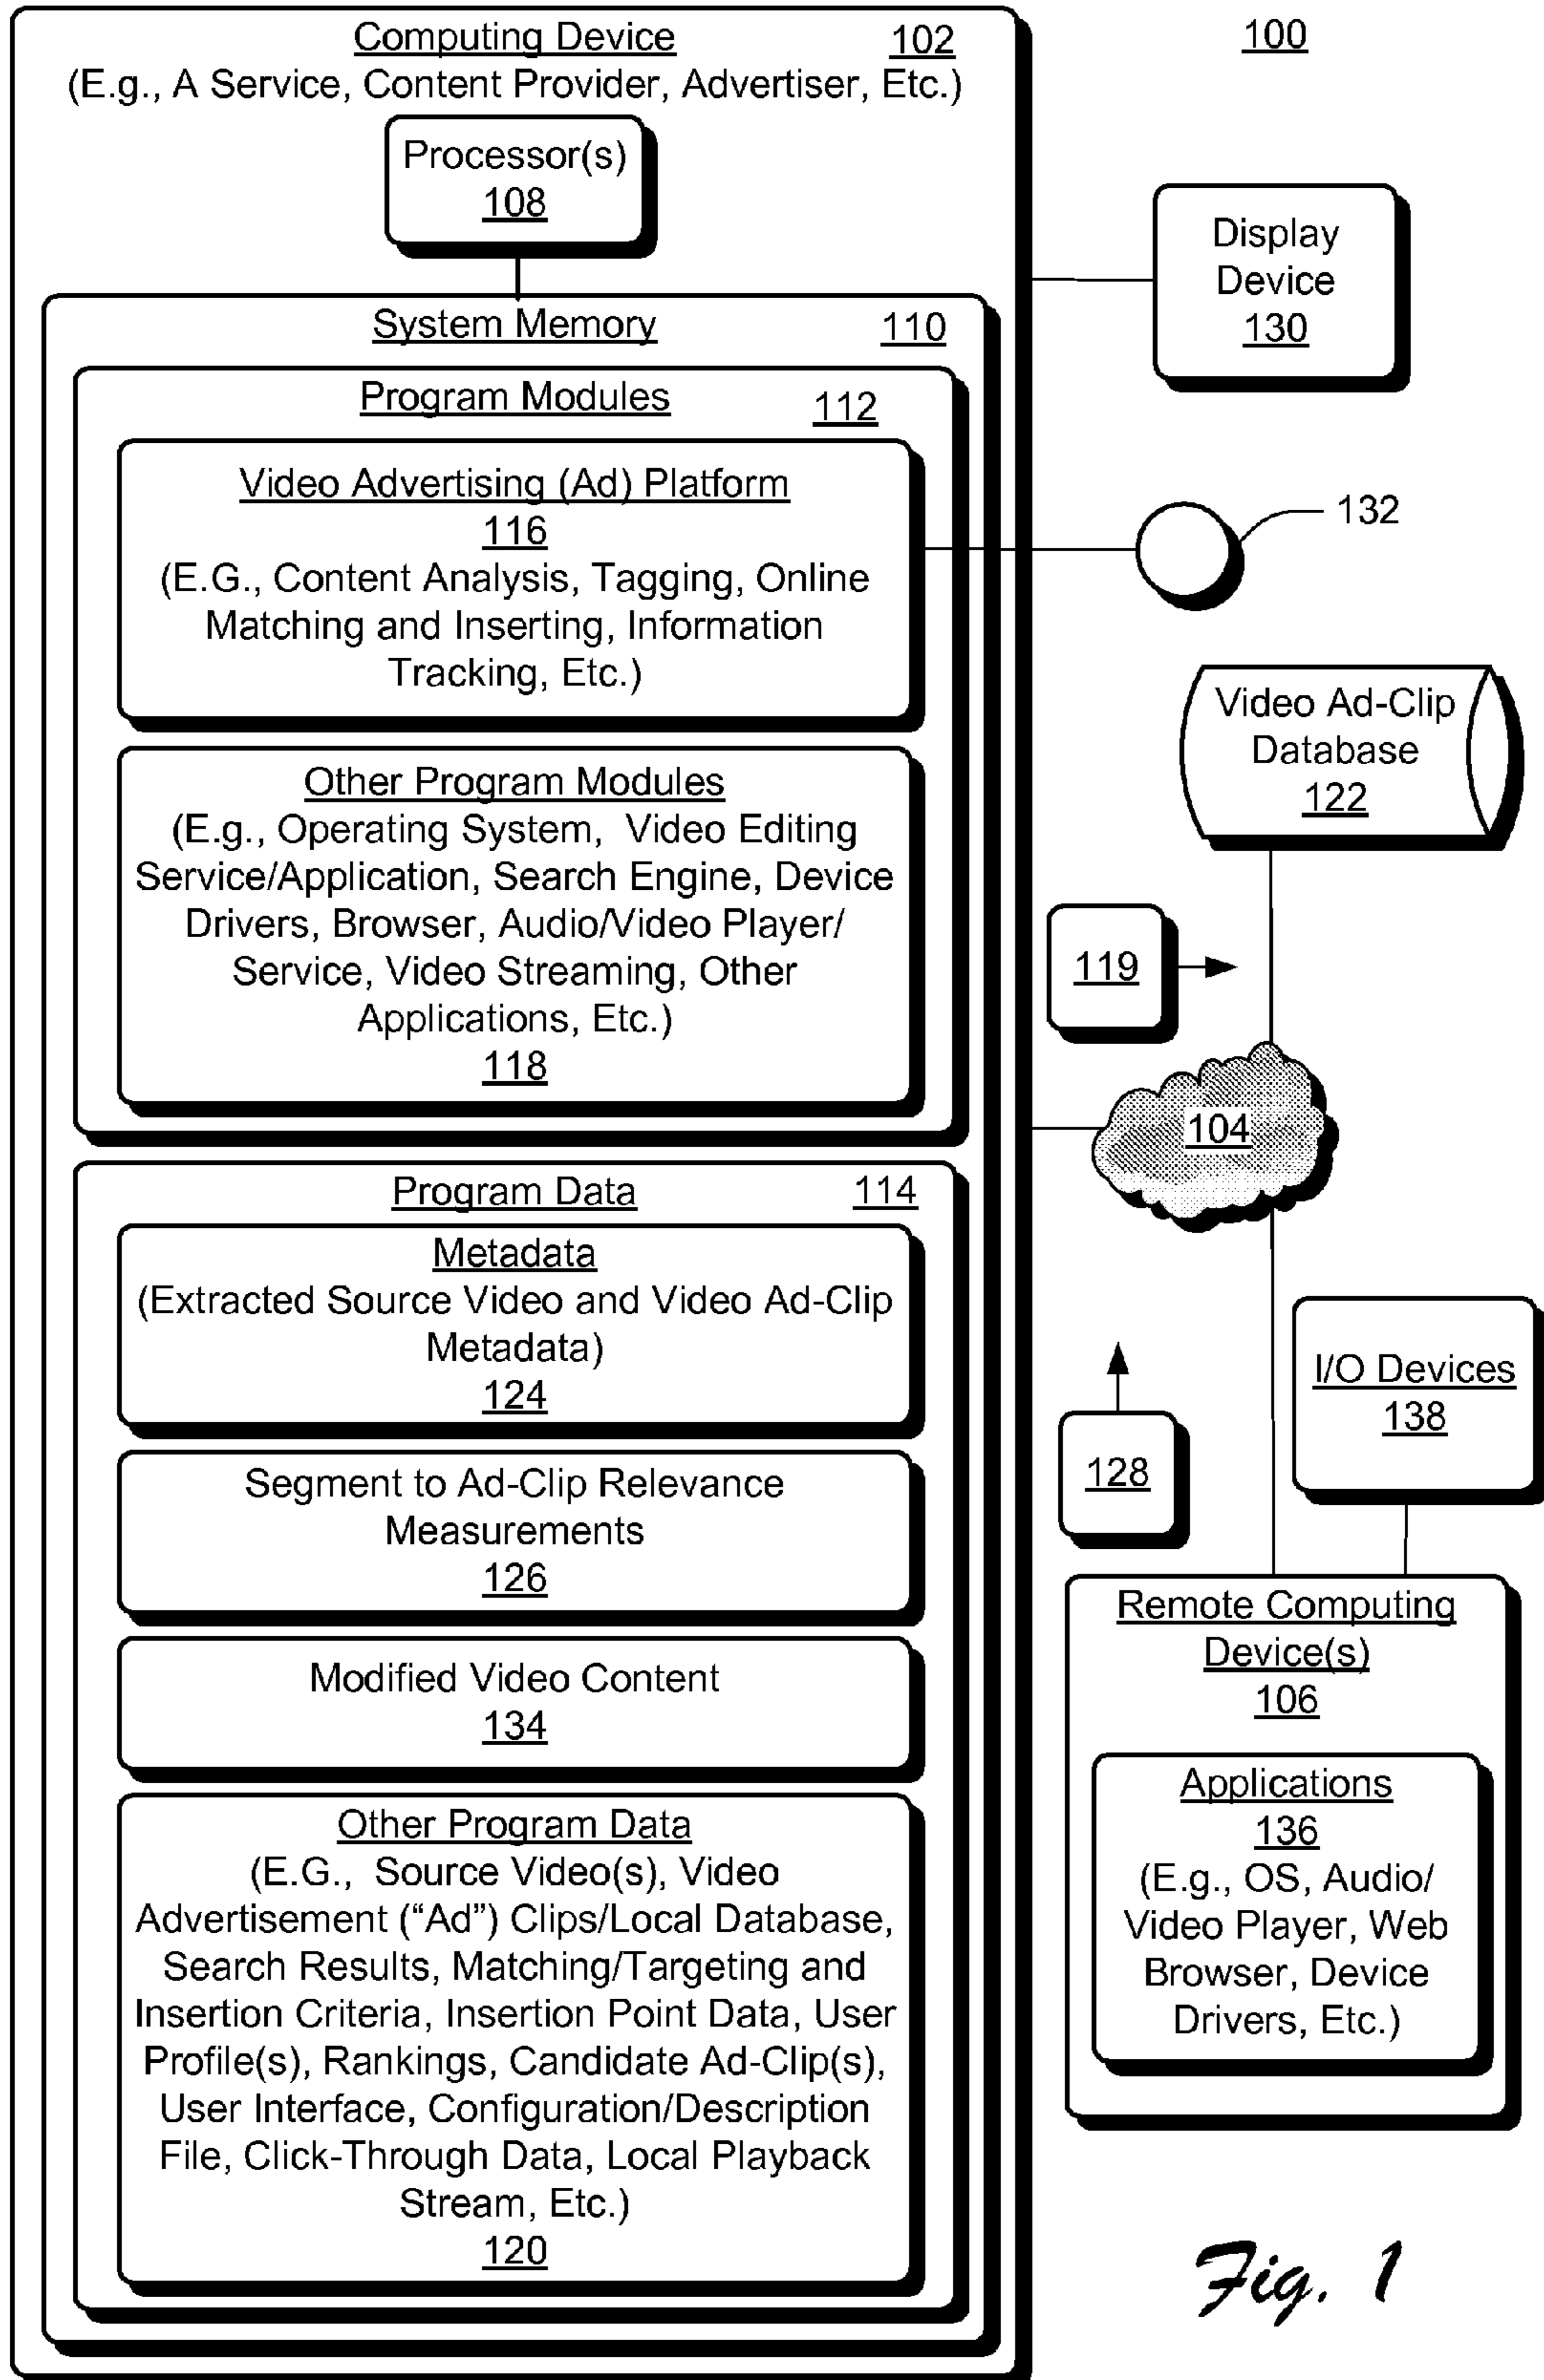 Computing Device 102
(E.g., A Service, Content Provider, Advertiser, Etc.)
Processor(s)
108
System Memory 110
Program Modules 112
Video Advertising (Ad) Platform
116
(E.G., Content Analysis, Tagging, Online
Matching and Inserting, Information
Tracking, Etc.)
Other Program Modules
(E.g., Operating System, Video Editing
Service/Application, Search Engine, Device
Drivers, Browser, Audio/Video Player/
Service, Video Streaming, Other
Applications, Etc.)
118
Program Data 114
Metadata
(Extracted Source Video and Video Ad-Clip
Metadata)
124
Segment to Ad-Clip Relevance
Measurements
126
Modified Video Content
134
Other Program Data
(E.G., Source Video(s), Video
Advertisement (“Ad”) Clips/Local Database,
Search Results, Matching/Targeting and
Insertion Criteria, Insertion Point Data, User
Profile(s), Rankings, Candidate Ad-Clip(s),
User Interface, Configuration/Description
File, Click-Through Data, Local Playback
Stream, Etc.)
120
100
Display
Device
130
132
Video Ad-Clip
Database
122
119
104
I/O Devices
138
128
Remote Computing
Device(s)
106
Applications
136
(E.g., OS, Audio/
Video Player, Web
Browser, Device
Drivers, Etc.)
Fig. 1